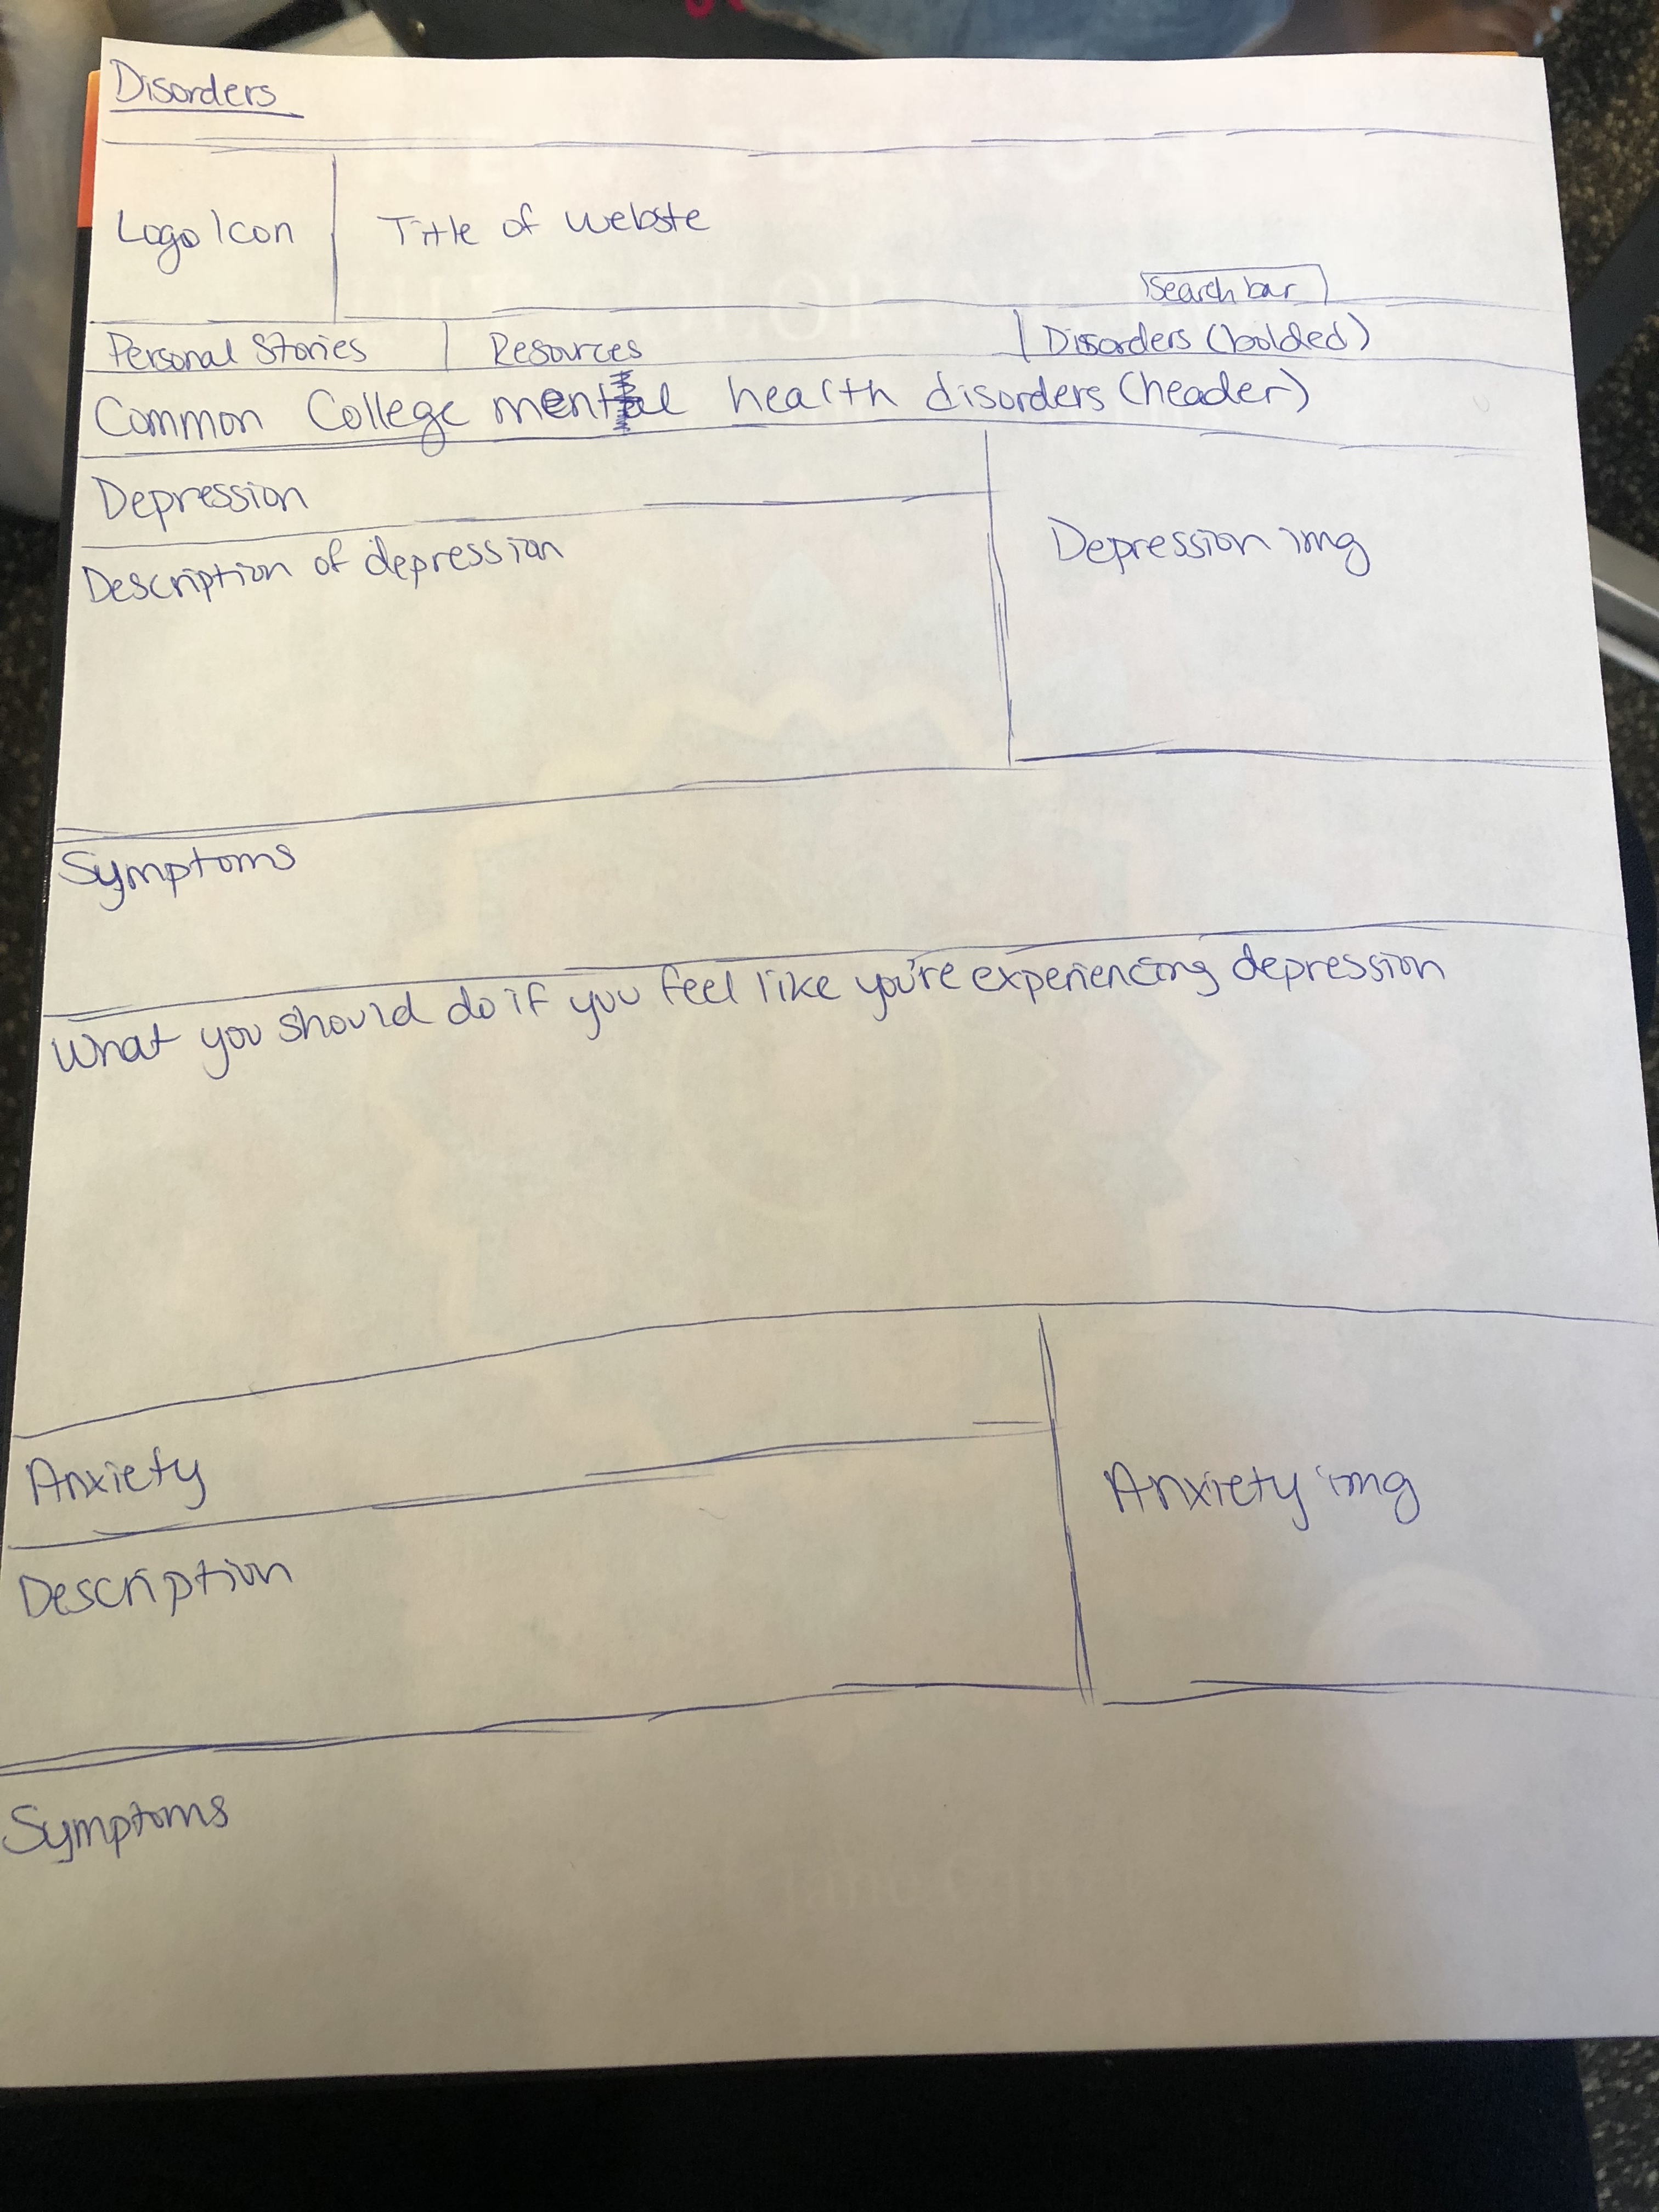 Disorders
Logo Icon
Title of webste
Search bar
Personal Stories
Resources
Disorders (bolded)
Common College mental health disorders (header)
Depression
Description of depression
Depression img
Symptoms
What you should do if you feel like you're experiencing depression
Anxiety
Description
Anxiety img
Symptoms